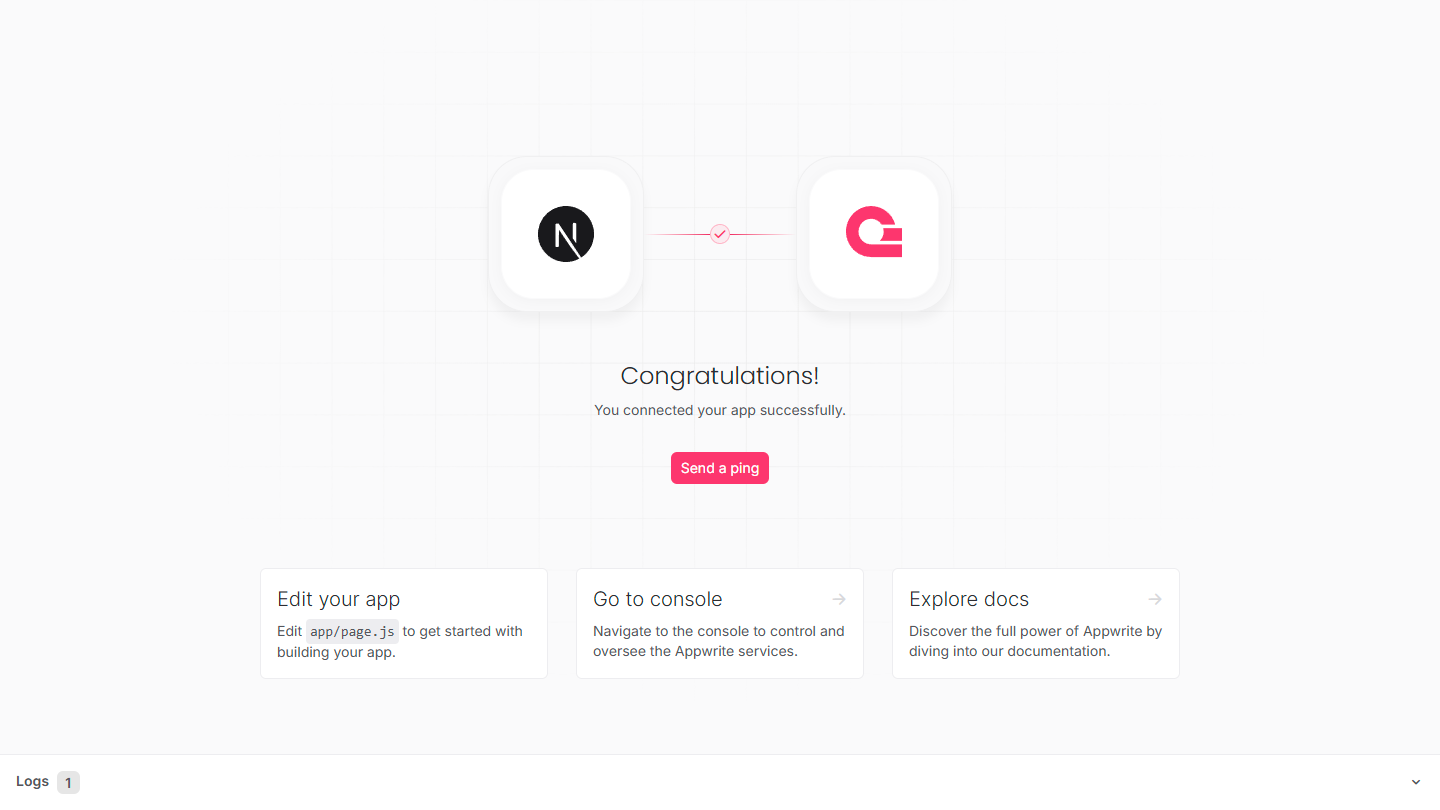 Congratulations!
You connected your app successfully.
Send a ping
Edit your app
Edit app/page.js to get started with
building your app.
Go to console
Navigate to the console to control and
oversee the Appwrite services.
Explore docs
Discover the full power of Appwrite by
diving into our documentation.
Logs 1